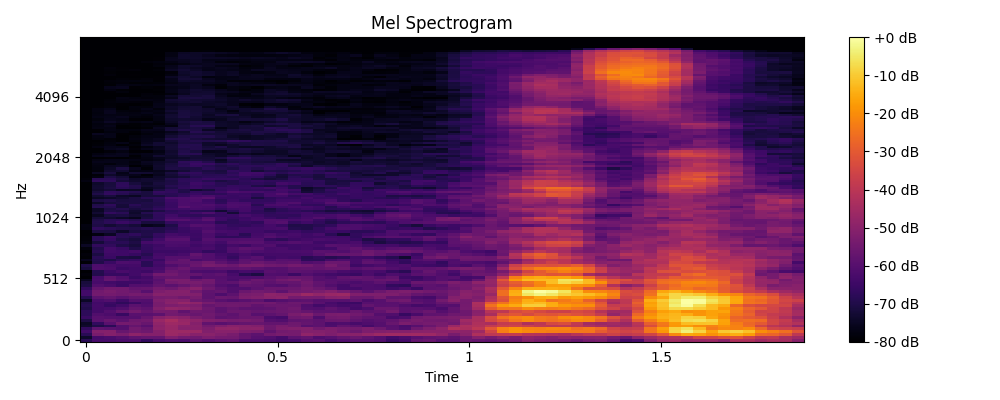 Mel Spectrogram
+0 dB
-10 dB
-20 dB
-30 dB
-40 dB
-50 dB
-60 dB
-70 dB
-80 dB
Hz
4096
2048
1024
512
0
0
0.5
1
1.5
Time